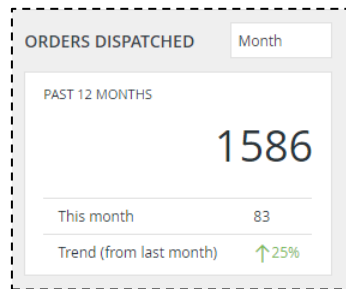 ORDERS DISPATCHED Month
PAST 12 MONTHS
1586
This month 83
Trend (from last month) ↑25%